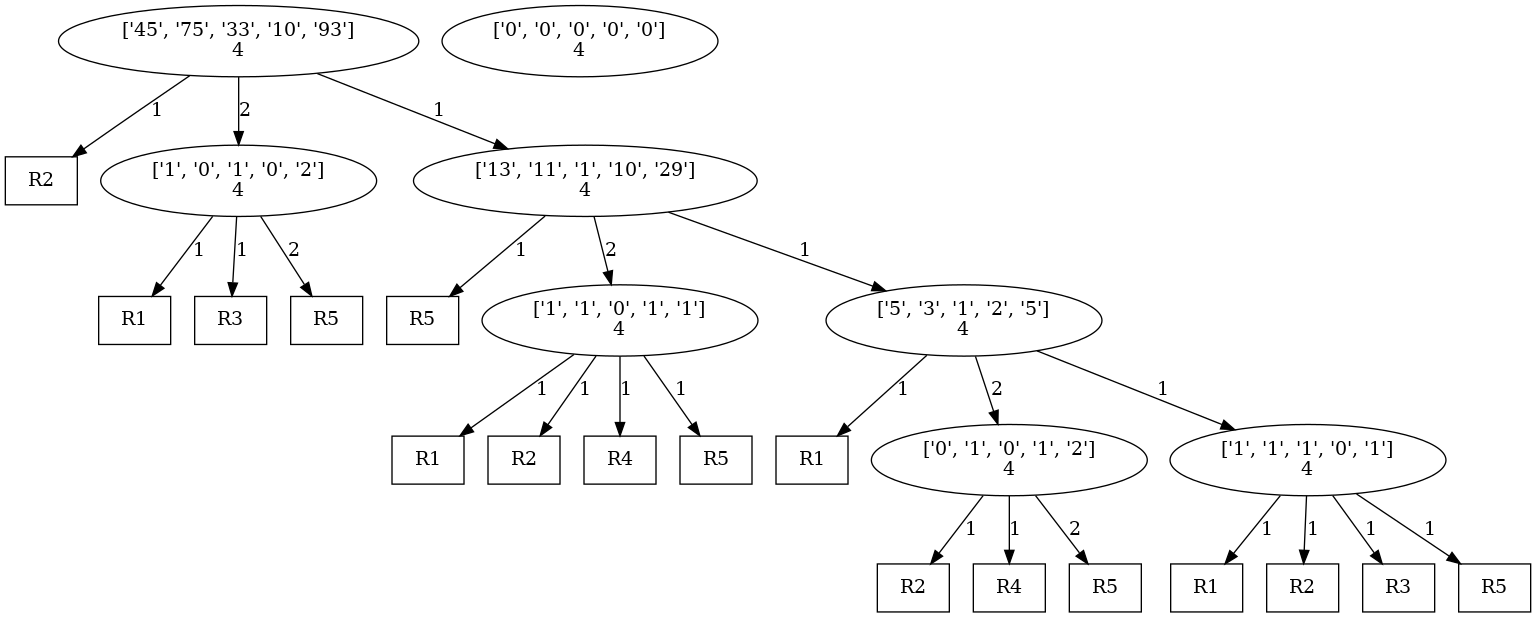 ['45', '75', '33', '10', '93']
4
['0', '0', '0', '0', '0']
4
1
2
1
R2
['1', '0', '1', '0', '2']
4
['13', '11', '1', '10', '29']
4
1
1
2
1
2
1
R1
R3
R5
R5
['1', '1', '0', '1', '1']
4
['5', '3', '1', '2', '5']
4
1
1
1
1
1
2
1
R1
R2
R4
R5
R1
['0', '1', '0', '1', '2']
4
['1', '1', '1', '0', '1']
4
1
1
2
1
1
1
1
R2
R4
R5
R1
R2
R3
R5